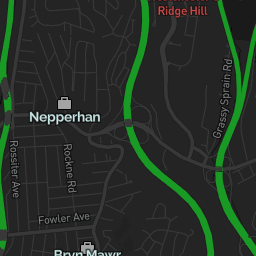 Ridge Hill
Grassy Sprain Rd
Nepperhan
Rossiter Ave
Rockne Rd
Fowler Ave
Bryn Mawr